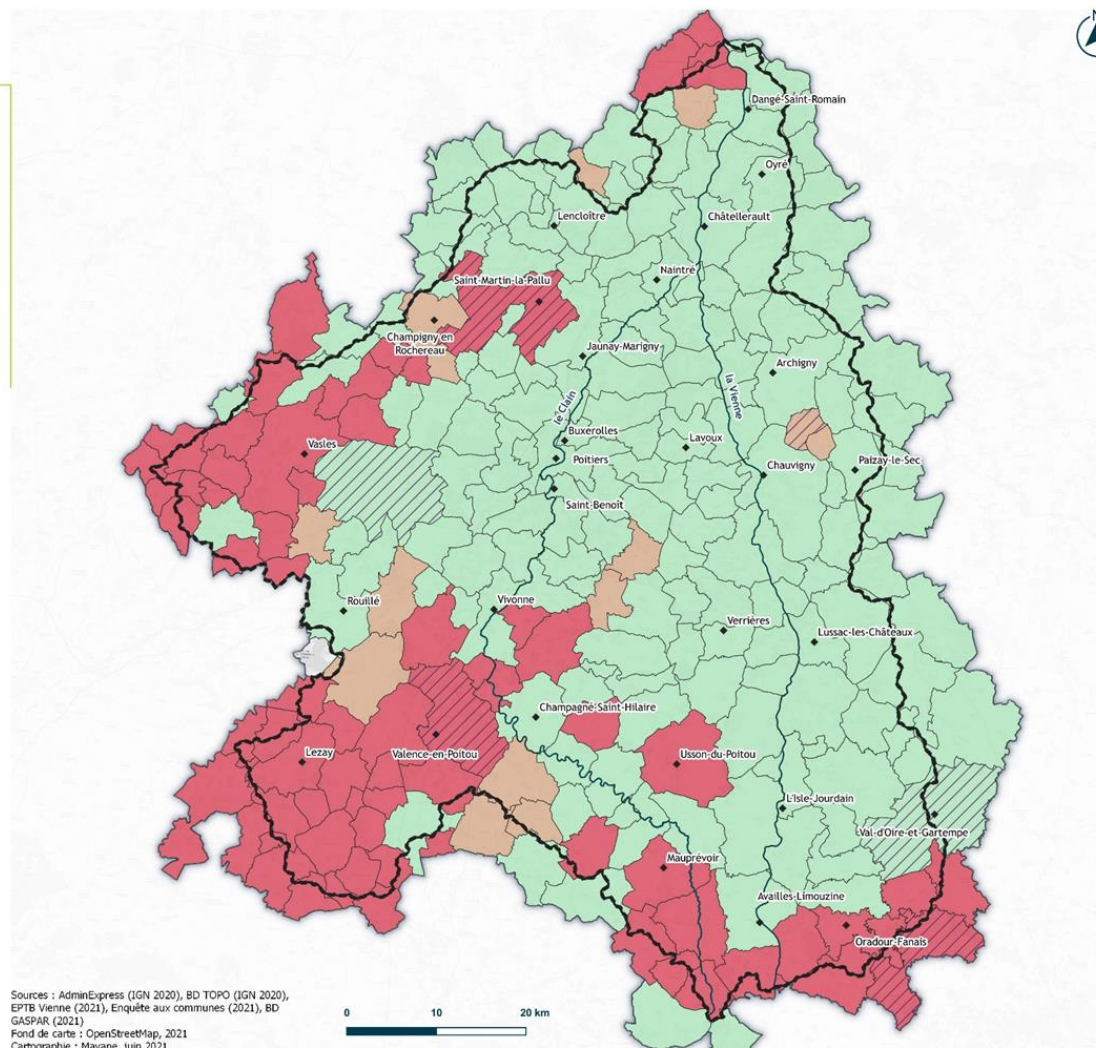 N
Dangé-Saint-Romain
Oyré
Lencloître
Châtellerault
Naintré
Saint-Martin-la-Pallu
Champigny en
Rochereau
Jaunay-Marigny
Archigny
le Clain
la Vienne
Buxerolles
Lavoux
Vasles
Poitiers
Paizay-le-Sec
Chauvigny
Saint-Benoît
Rouillé
Vivonne
Verrières
Lussac-les-Châteaux
Champagné-Saint-Hilaire
Valence-en-Poitou
Usson-du-Poitou
Lezay
L'Isle-Jourdain
Val-d'Oire-et-Gartempe
Mauprévoir
Availles-Limouzine
Oradour-Fanais
Sources : AdminExpress (IGN 2020), BD TOPO (IGN 2020),
EPTB Vienne (2021), Enquête aux communes (2021), BD
GASPAR (2021)
Fond de carte : OpenStreetMap, 2021
Cartographie : Mayane, juin 2021
0 10 20 km